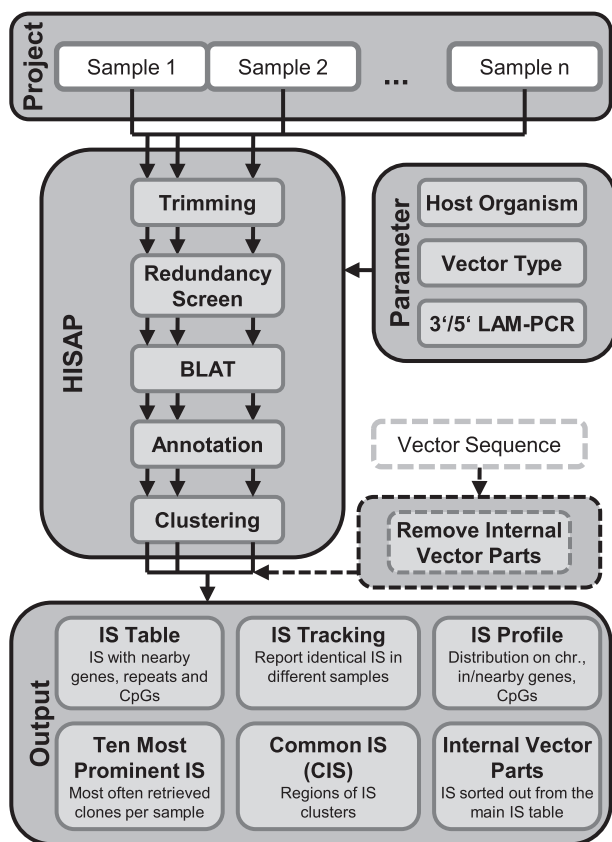 Project
Sample 1
Sample 2
...
Sample n
HISAP
Trimming
Redundancy
Screen
BLAT
Annotation
Clustering
Parameter
Host Organism
Vector Type
3‘/5‘ LAM-PCR
Vector Sequence
Remove Internal
Vector Parts
Output
IS Table
IS with nearby
genes, repeats and
CpGs
IS Tracking
Report identical IS in
different samples
IS Profile
Distribution on chr.,
in/nearby genes,
CpGs
Ten Most
Prominent IS
Most often retrieved
clones per sample
Common IS
(CIS)
Regions of IS
clusters
Internal Vector
Parts
IS sorted out from the
main IS table